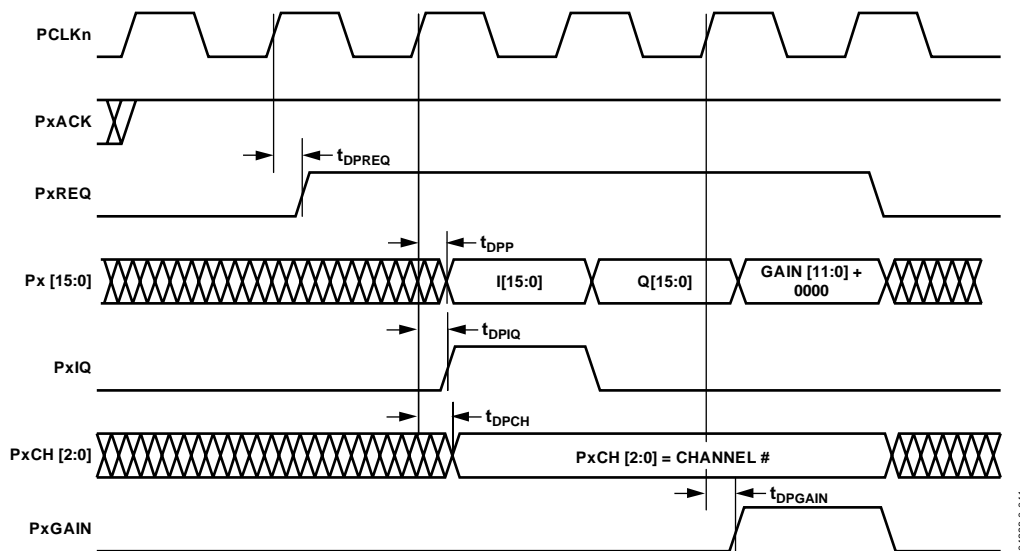 PCLKn
PxACK
tDPREQ
PxREQ
tDPP
Px [15:0]
I[15:0]
Q[15:0]
GAIN [11:0] +
0000
tDPIQ
PxIQ
tDPCH
PxCH [2:0]
PxCH [2:0] = CHANNEL #
tDPGAIN
PxGAIN